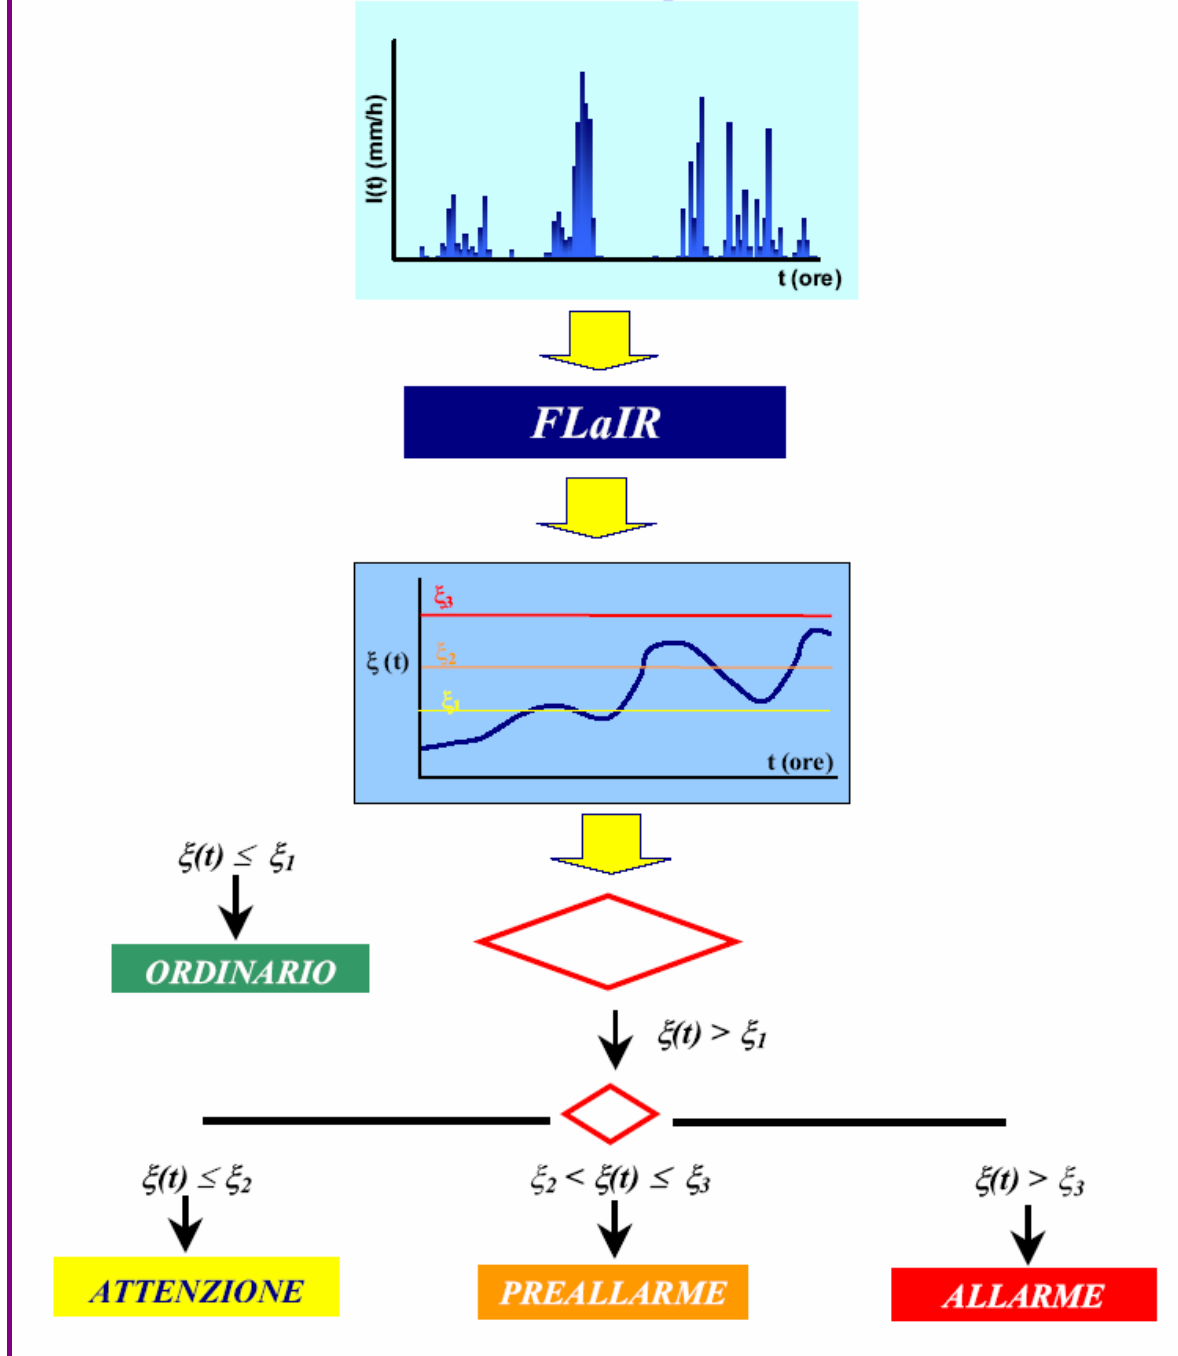 I(t) (mm/h)
t (ore)
FLaIR
ξ3
ξ2
ξ (t)
ξ1
t (ore)
ξ(t) ≤ ξ1
ORDINARIO
ξ(t) > ξ1
ξ(t) ≤ ξ2
ξ2 < ξ(t) ≤ ξ3
ξ(t) > ξ3
ATTENZIONE
PREALLARME
ALLARME